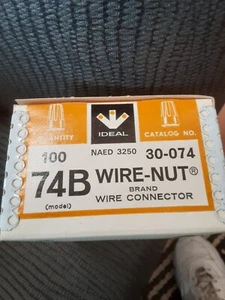 QUANTITY
IDEAL
CATALOG NO.
100 NAED 3250 30-074
74B WIRE-NUT®
(model) BRAND
WIRE CONNECTOR